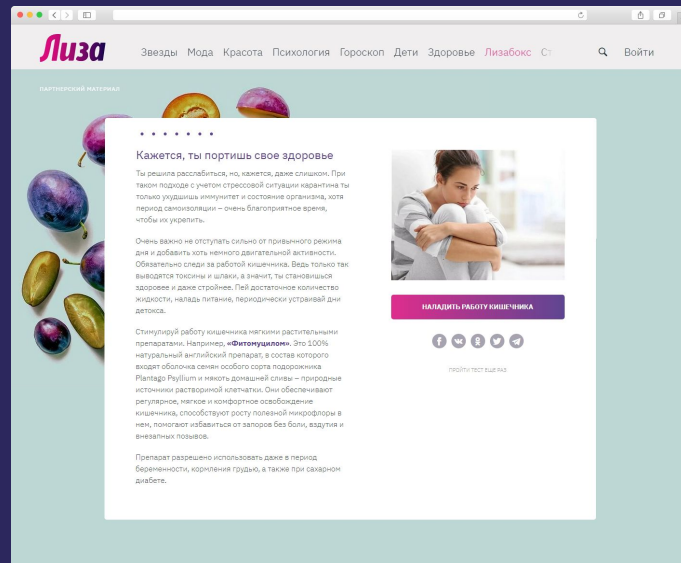 Лиза
Звезды Мода Красота Психология Гороскоп Дети Здоровье Лизабокс Ст
Войти
ПАРТНЕРСКИЙ МАТЕРИАЛ
Кажется, ты портишь свое здоровье
Ты решила расслабиться, но, кажется, даже слишком. При
таком подходе с учетом стрессовой ситуации карантина ты
только ухудшишь иммунитет и состояние организма, хотя
период самоизоляции – очень благоприятное время,
чтобы их укрепить.
Очень важно не отступать сильно от привычного режима
дня и добавить хоть немного двигательной активности.
Обязательно следи за работой кишечника. Ведь только так
выводятся токсины и шлаки, а значит, ты становишься
здоровее и даже стройнее. Пей достаточное количество
жидкости, наладь питание, периодически устраивай дни
детокса.
Стимулируй работу кишечника мягкими растительными
препаратами. Например, «Фитомуцилом». Это 100%
натуральный английский препарат, в состав которого
входят оболочка семян особого сорта подорожника
Plantago Psyllium и мякоть домашней сливы – природные
источники растворимой клетчатки. Они обеспечивают
регулярное, мягкое и комфортное освобождение
кишечника, способствуют росту полезной микрофлоры в
нем, помогают избавиться от запоров без боли, вздутия и
внезапных позывов.
Препарат разрешено использовать даже в период
беременности, кормления грудью, а также при сахарном
диабете.
НАЛАДИТЬ РАБОТУ КИШЕЧНИКА
ПРОЙТИ ТЕСТ ЕЩЕ РАЗ